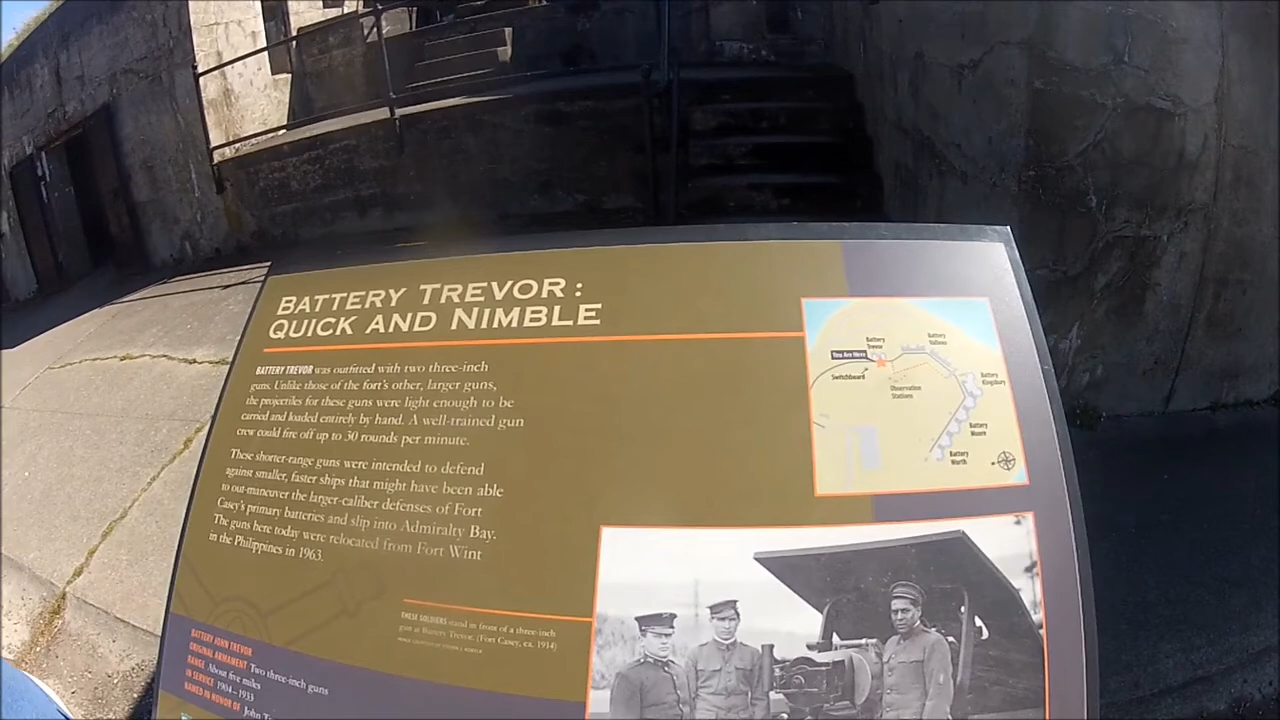 BATTERY TREVOR:
QUICK AND NIMBLE
BATTERY TREVOR was outfitted with two three-inch
guns. Unlike those of the fort's other, larger guns,
the projectiles for these guns were light enough to be
carried and loaded entirely by hand. A well-trained gun
crew could fire off up to 30 rounds per minute.
These shorter-range guns were intended to defend
against smaller, faster ships that might have been able
to out-maneuver the larger-caliber defenses of Fort
Casey's primary batteries and slip into Admiralty Bay.
The guns here today were relocated from Fort Wint
in the Philippines in 1963.
Battery
Trevor
Battery
Valleau
You Are Here
Switchboard
Observation
Stations
Battery
Kingsbury
Battery
Moore
Battery
Worth
THESE SOLDIERS stand in front of a three-inch
gun at Battery Trevor. (Fort Casey, ca. 1914)
BATTERY JOHN TREVOR
ORIGINAL ARMAMENT Two three-inch guns
RANGE About five miles
IN SERVICE 1904–1933
NAMED IN HONOR OF John